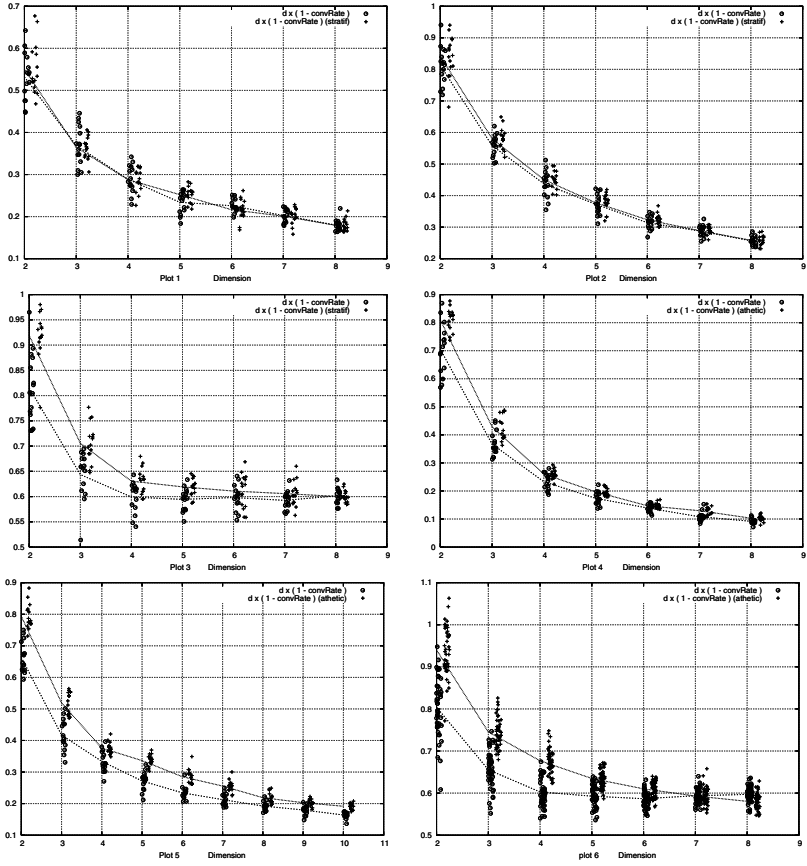 d x ( 1 - convRate )
d x ( 1 - convRate ) (stratif)
0.7
0.6
0.5
0.4
0.3
0.2
0.1
2 3 4 5 6 7 8 9
Plot 1 Dimension
d x ( 1 - convRate )
d x ( 1 - convRate ) (stratif)
1
0.9
0.8
0.7
0.6
0.5
0.4
0.3
0.2
2 3 4 5 6 7 8 9
Plot 2 Dimension
d x ( 1 - convRate )
d x ( 1 - convRate ) (stratif)
1
0.95
0.9
0.85
0.8
0.75
0.7
0.65
0.6
0.55
0.5
2 3 4 5 6 7 8 9
Plot 3 Dimension
d x ( 1 - convRate )
d x ( 1 - convRate ) (athetic)
0.9
0.8
0.7
0.6
0.5
0.4
0.3
0.2
0.1
0
2 3 4 5 6 7 8 9
Plot 4 Dimension
d x ( 1 - convRate )
d x ( 1 - convRate ) (athetic)
0.9
0.8
0.7
0.6
0.5
0.4
0.3
0.2
0.1
2 3 4 5 6 7 8 9 10 11
Plot 5 Dimension
d x ( 1 - convRate )
d x ( 1 - convRate ) (athetic)
1.1
1
0.9
0.8
0.7
0.6
0.5
2 3 4 5 6 7 8 9
plot 6 Dimension